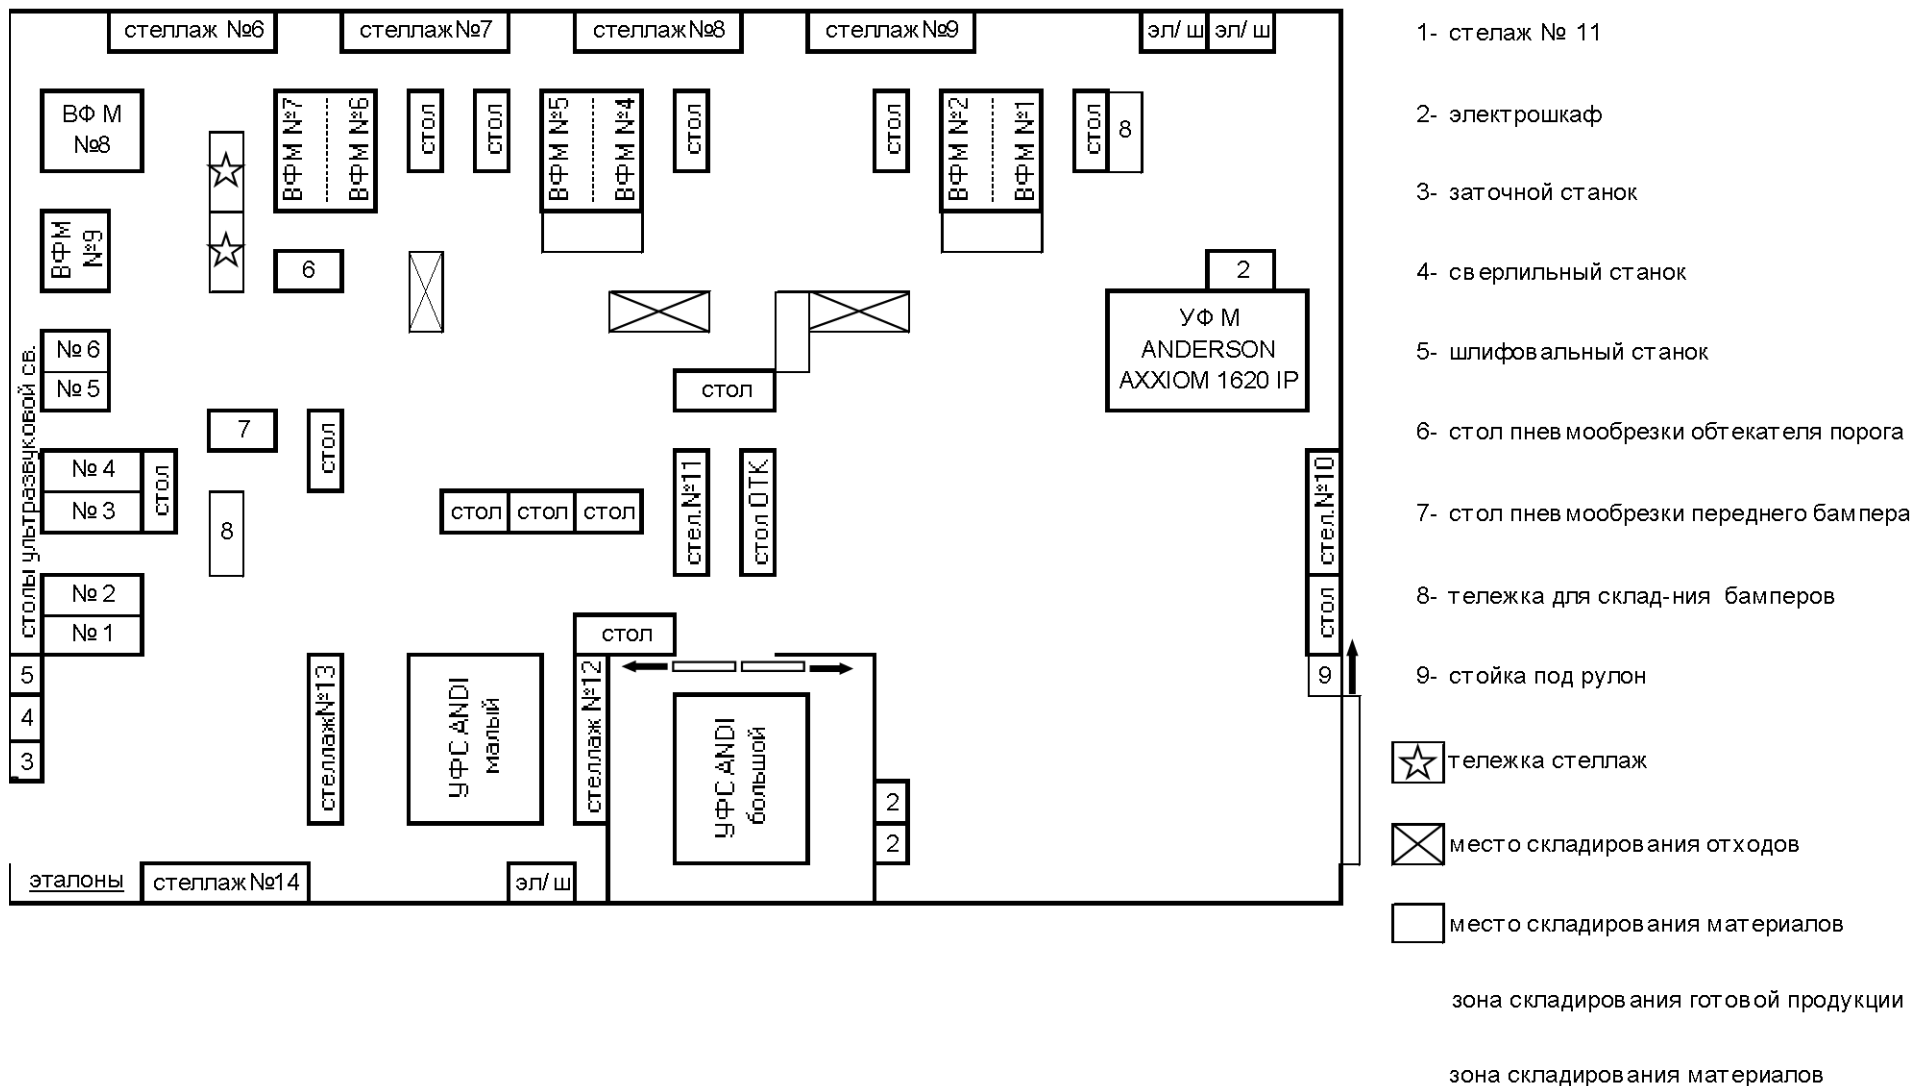 стеллаж №6
стеллаж №7
стеллаж №8
стеллаж №9
эл/ ш
эл/ ш
ВФМ
№8
ВФМ №7
ВФМ №6
стол
стол
ВФМ №5
ВФМ №4
стол
стол
ВФМ №2
ВФМ №1
стол
8
ВФМ
№9
6
2
УФМ
ANDERSON
AXXIOM 1620 IP
столы ультразвуковой св.
№ 6
№ 5
стол
7
стол
№ 4
№ 3
стол
8
стол
стол
стол
стел.№11
стол ОТК
стел.№10
стол
№ 2
№ 1
стол
5
4
3
стеллаж№13
УФС ANDI
малый
стеллаж №12
УФС ANDI
большой
9
2
2
эталоны
стеллаж №14
эл/ ш
1- стелаж № 11
2- электрошкаф
3- заточной станок
4- сверлильный станок
5- шлифовальный станок
6- стол пневмообрезки обтекателя порога
7- стол пневмообрезки переднего бампера
8- тележка для склад-ния бамперов
9- стойка под рулон
тележка стеллаж
место складирования отходов
место складирования материалов
зона складирования готовой продукции
зона складирования материалов